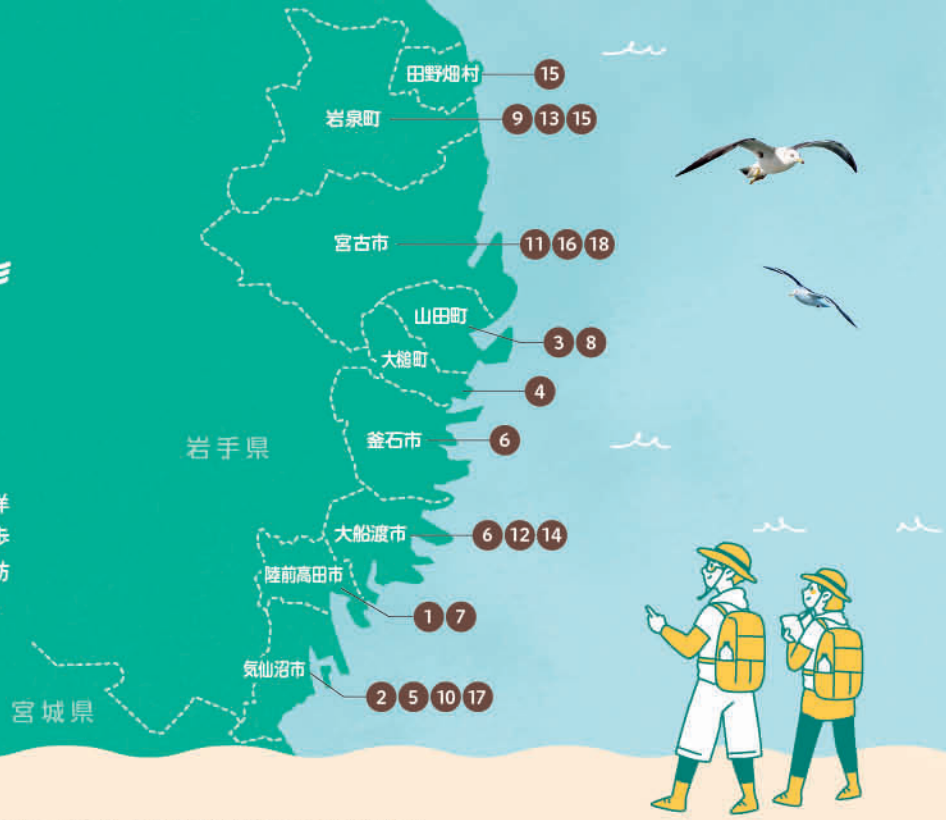 田野畑村 15
岩泉町 9 13 15
宮古市 11 16 18
山田町 3 8
大槌町 4
釜石市 6
岩手県
大船渡市 6 12 14
陸前高田市 1 7
気仙沼市 2 5 10 17
宮城県